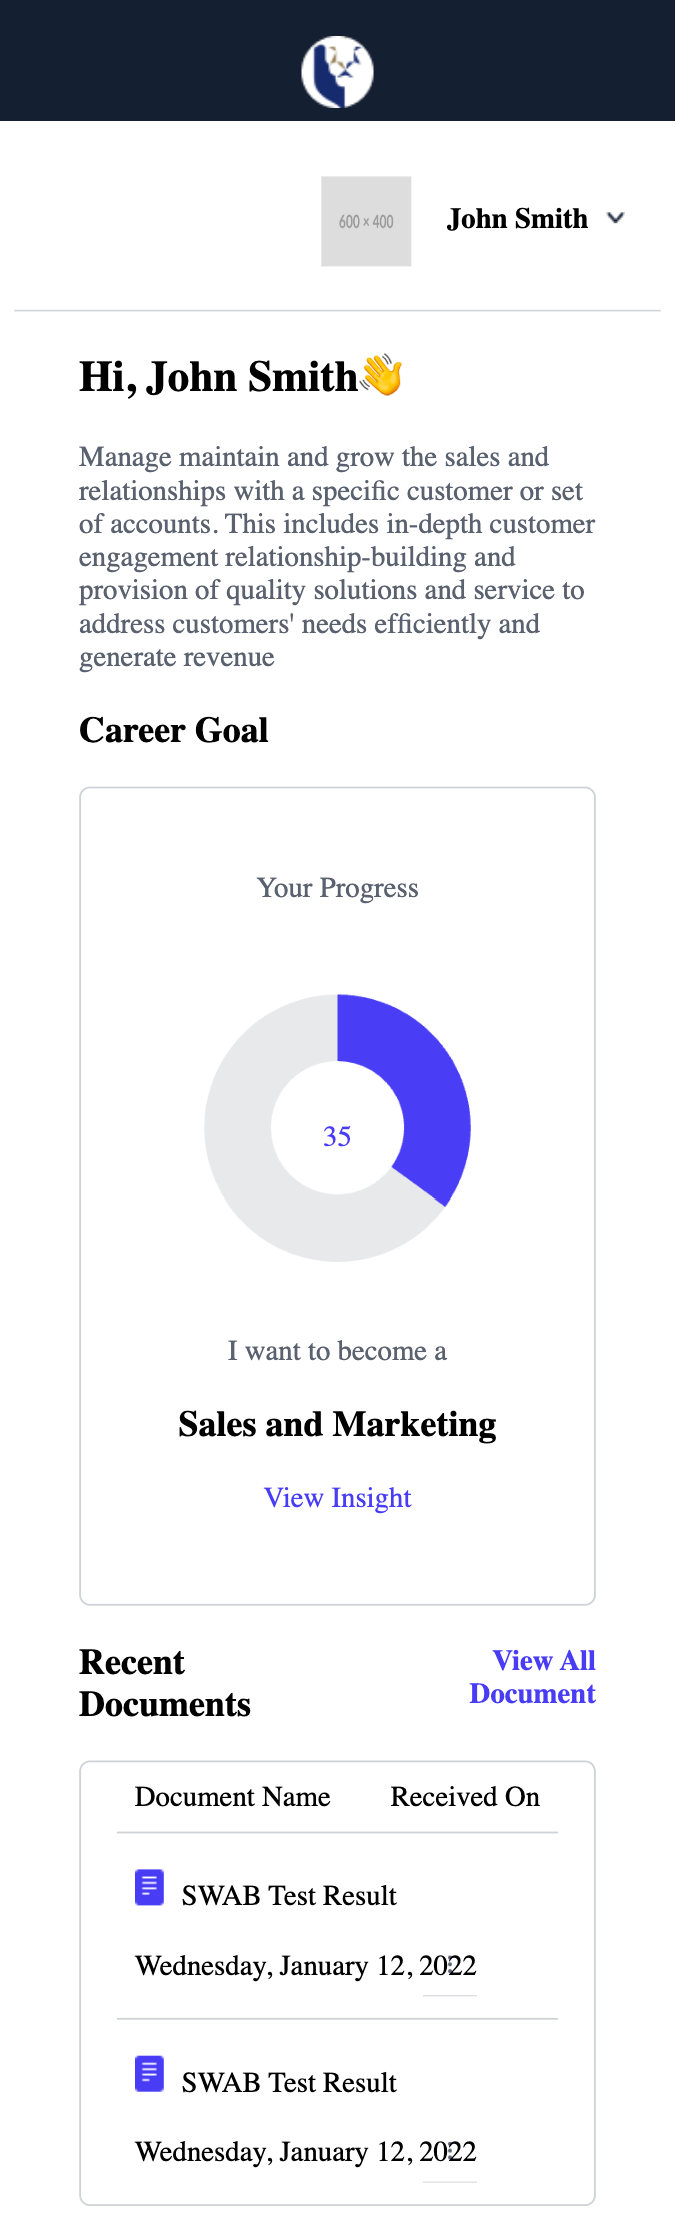 600 × 400
John Smith
Hi, John Smith👋
Manage maintain and grow the sales and
relationships with a specific customer or set
of accounts. This includes in-depth customer
engagement relationship-building and
provision of quality solutions and service to
address customers' needs efficiently and
generate revenue
Career Goal
Your Progress
35
I want to become a
Sales and Marketing
View Insight
Recent
Documents
View All
Document
Document Name Received On
SWAB Test Result
Wednesday, January 12, 2022
SWAB Test Result
Wednesday, January 12, 2022